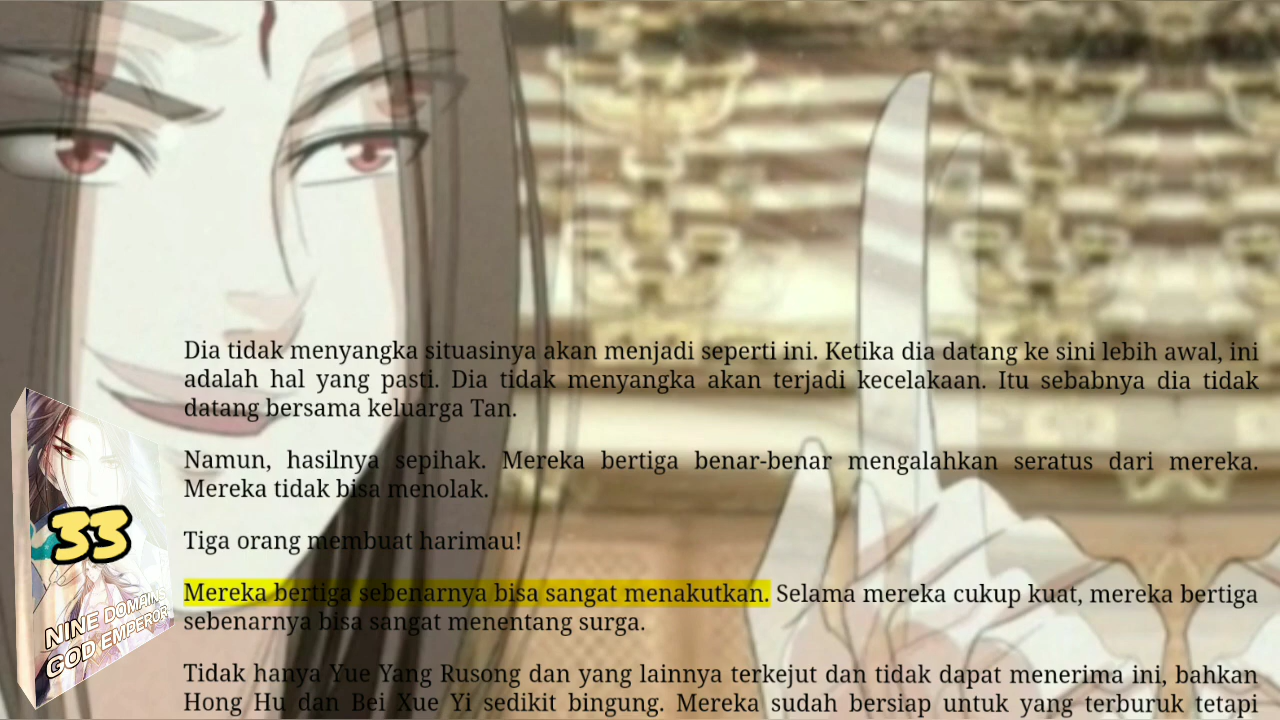 Dia tidak menyangka situasinya akan menjadi seperti ini. Ketika dia datang ke sini lebih awal, ini
adalah hal yang pasti. Dia tidak menyangka akan terjadi kecelakaan. Itu sebabnya dia tidak
datang bersama keluarga Tan.
Namun, hasilnya sepihak. Mereka bertiga benar-benar mengalahkan seratus dari mereka.
Mereka tidak bisa menolak.
Tiga orang membuat harimau!
Mereka bertiga sebenarnya bisa sangat menakutkan. Selama mereka cukup kuat, mereka bertiga
sebenarnya bisa sangat menentang surga.
Tidak hanya Yue Yang Rusong dan yang lainnya terkejut dan tidak dapat menerima ini, bahkan
Hong Hu dan Bei Xue Yi sedikit bingung. Mereka sudah bersiap untuk yang terburuk tetapi
33
NINE DOMAINS
GOD EMPEROR